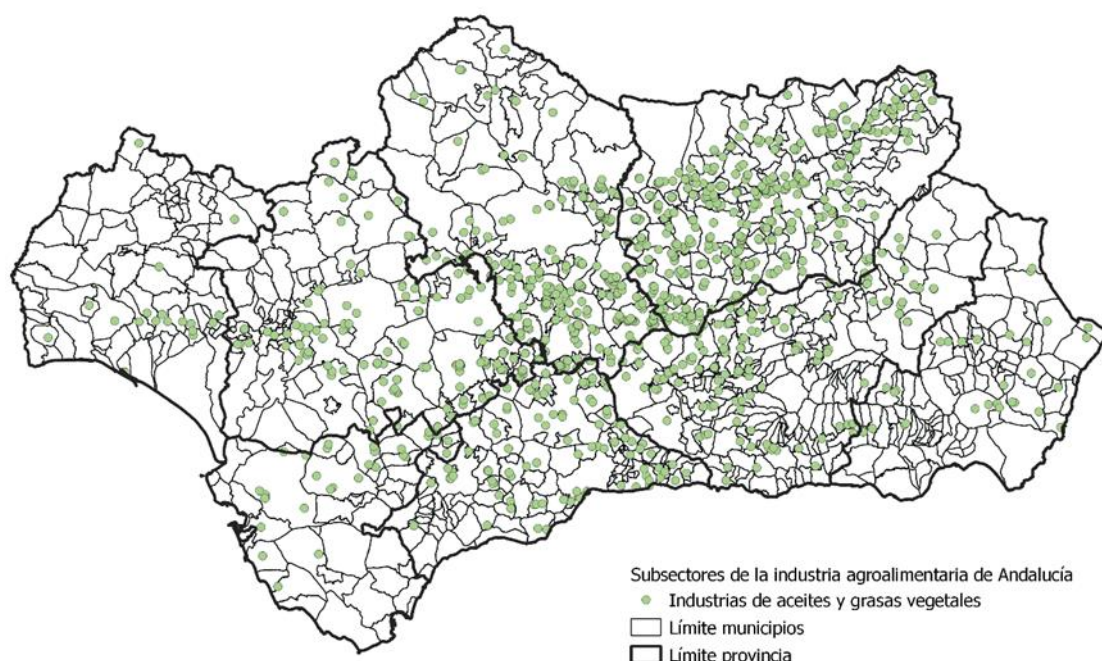 Subsectores de la industria agroalimentaria de Andalucía
Industrias de aceites y grasas vegetales
Límite municipios
Límite provincia